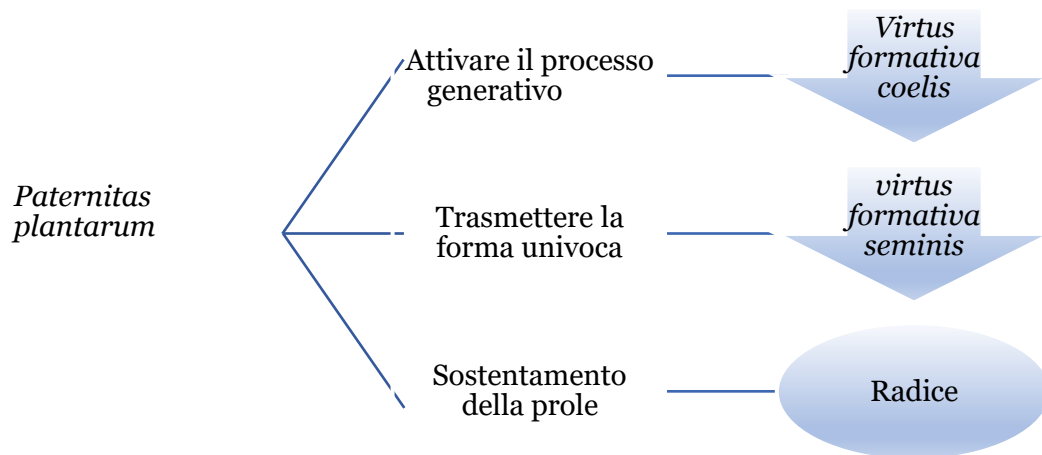 Paternitas
plantarum
Attivare il processo
generativo
Virtus
formativa
coelis
Trasmettere la
forma univoca
virtus
formativa
seminis
Sostentamento
della prole
Radice